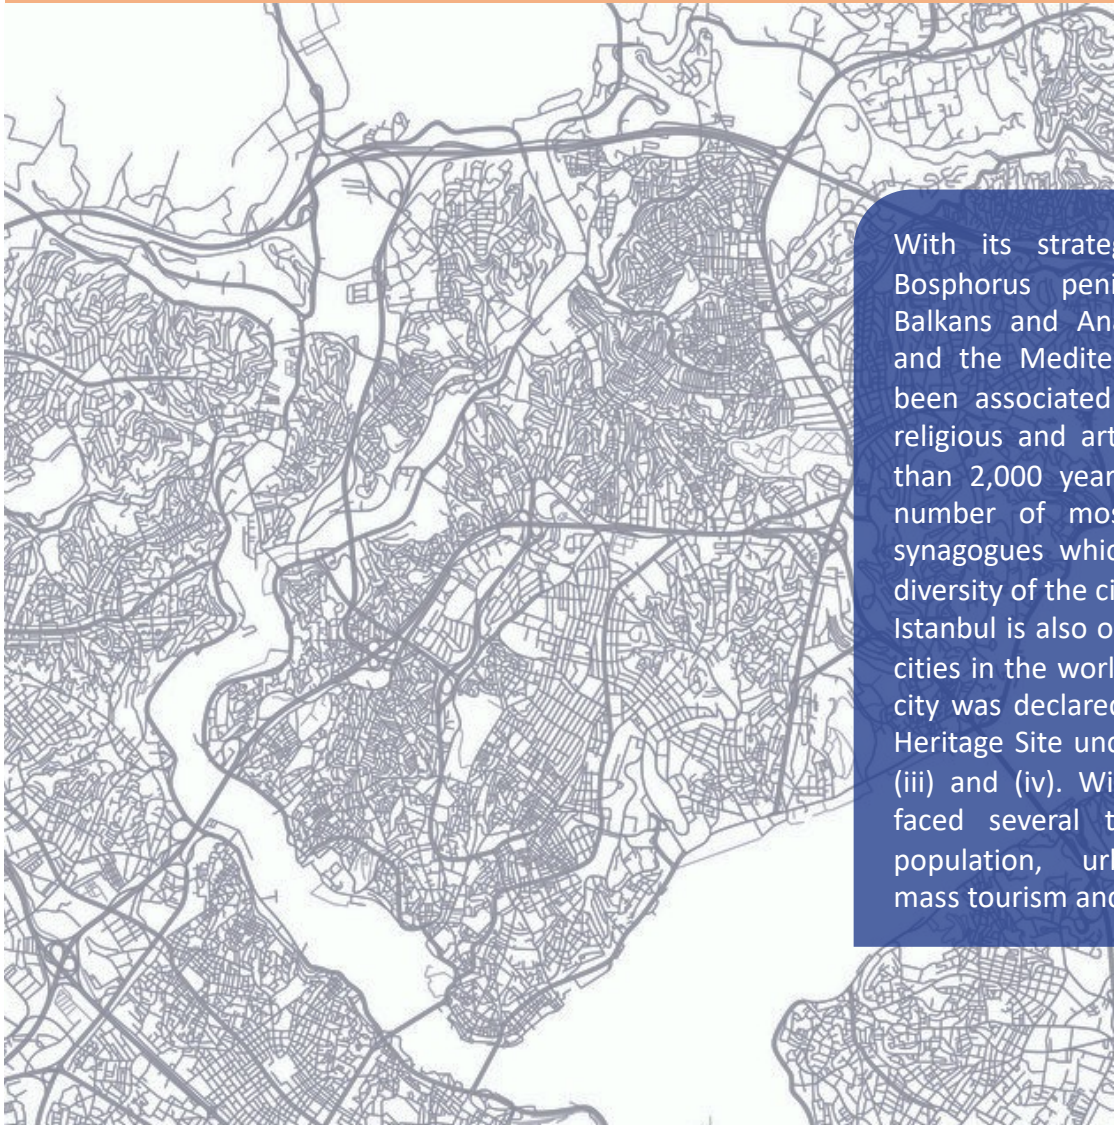 With its strateg
Bosphorus peni
Balkans and An
and the Medite
been associated
religious and art
than 2,000 year
number of mos
synagogues whic
diversity of the ci
Istanbul is also o
cities in the worl
city was declared
Heritage Site und
(iii) and (iv). Wi
faced several t
population, url
mass tourism and